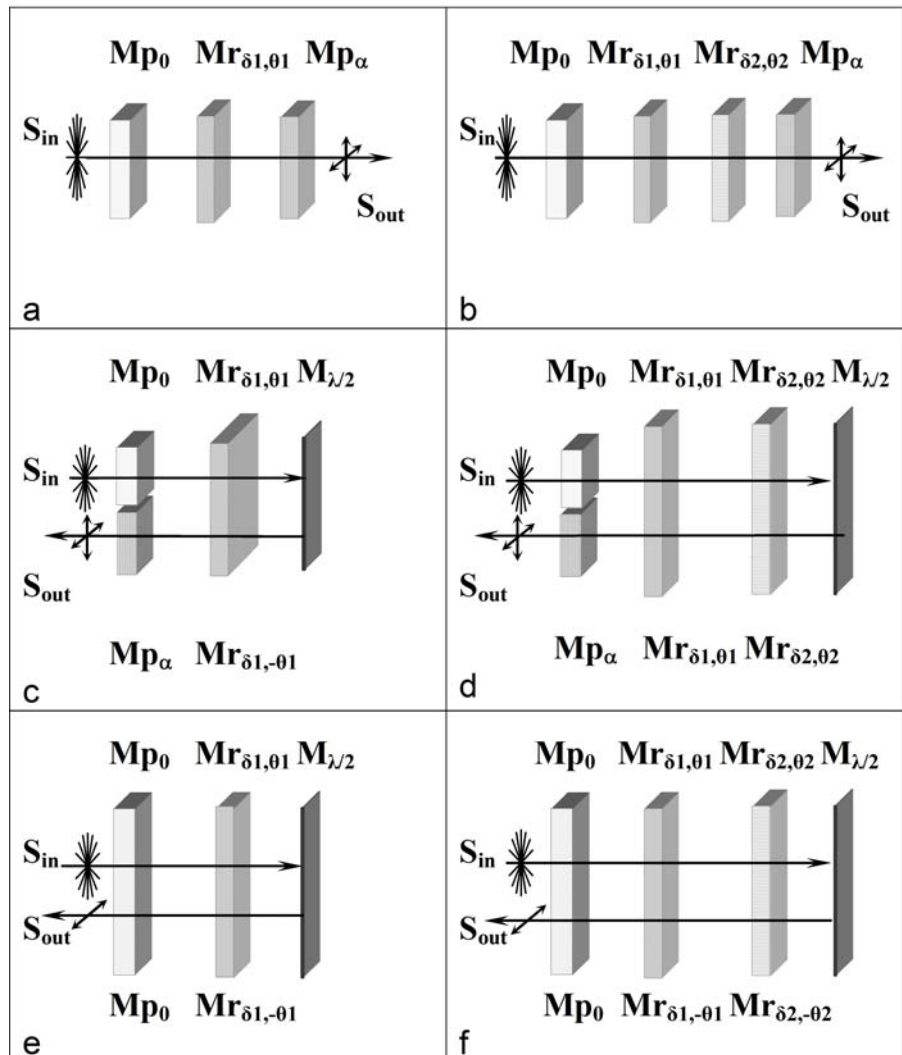 Mp₀ Mrδ1,θ1 Mpα
Sin
Sout
a
Mp₀ Mrδ1,θ1 Mrδ2,θ2 Mpα
Sin
Sout
b
Mp₀ Mrδ1,θ1 Mλ/2
Sin
Sout
Mpα Mrδ1,-θ1
c
Mp₀ Mrδ1,θ1 Mrδ2,θ2 Mλ/2
Sin
Sout
Mpα Mrδ1,θ1 Mrδ2,θ2
d
Mp₀ Mrδ1,θ1 Mλ/2
Sin
Sout
Mp₀ Mrδ1,-θ1
e
Mp₀ Mrδ1,θ1 Mrδ2,θ2 Mλ/2
Sin
Sout
Mp₀ Mrδ1,-θ1 Mrδ2,-θ2
f